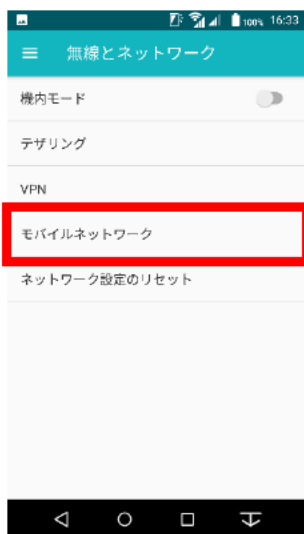 100% 16:33
無線とネットワーク
機内モード
テザリング
VPN
モバイルネットワーク
ネットワーク設定のリセット